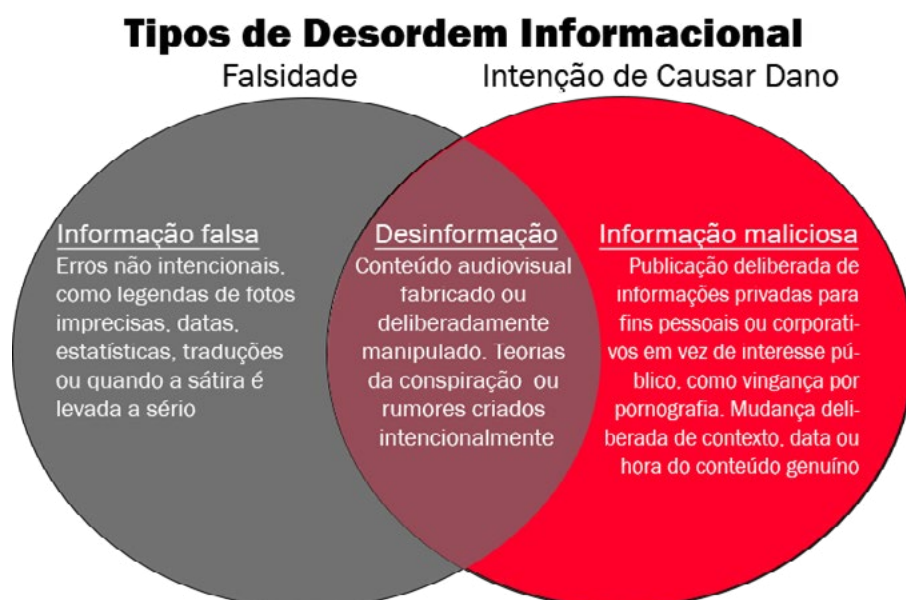 Tipos de Desordem Informacional
Falsidade
Intenção de Causar Dano
Informação falsa
Erros não intencionais,
como legendas de fotos
imprecisas, datas,
estatísticas, traduções
ou quando a sátira é
levada a sério
Desinformação
Conteúdo audiovisual
fabricado ou
deliberadamente
manipulado. Teorias
da conspiração ou
rumores criados
intencionalmente
Informação maliciosa
Publicação deliberada de
informações privadas para
fins pessoais ou corporati-
vos em vez de interesse pú-
blico, como vingança por
pornografia. Mudança deli-
berada de contexto, data ou
hora do conteúdo genuíno